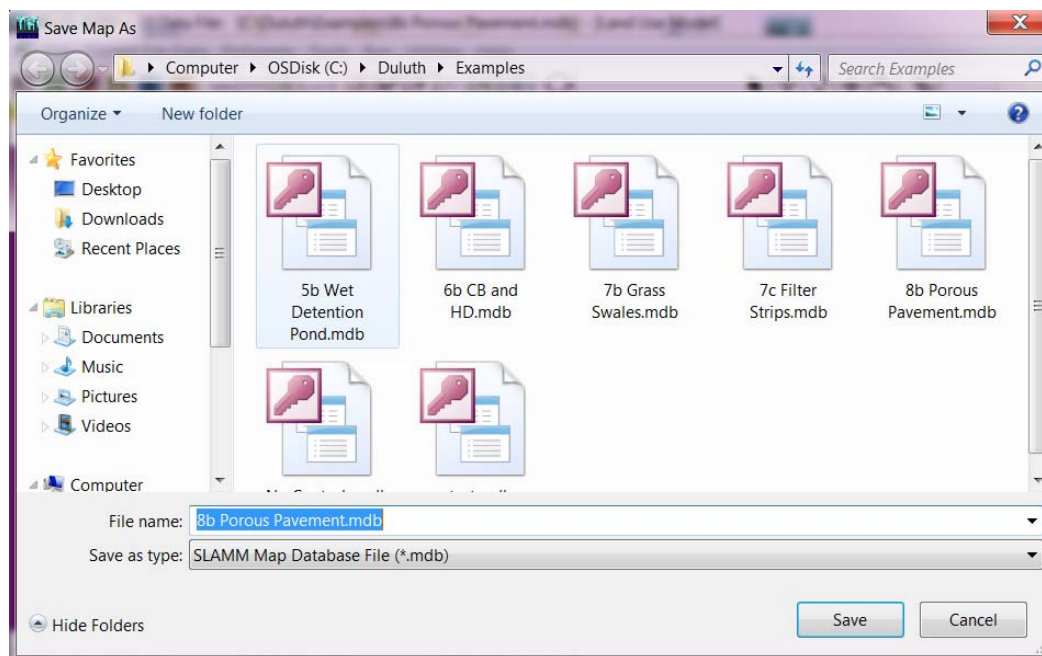 Save Map As
Computer ▸ OSDisk (C:) ▸ Duluth ▸ Examples
Search Examples
Organize
New folder
Favorites
Desktop
Downloads
Recent Places
Libraries
Documents
Music
Pictures
Videos
Computer
5b Wet
Detention
Pond.mdb
6b CB and
HD.mdb
7b Grass
Swales.mdb
7c Filter
Strips.mdb
8b Porous
Pavement.mdb
File name: 8b Porous Pavement.mdb
Save as type: SLAMM Map Database File (*.mdb)
Hide Folders
Save
Cancel